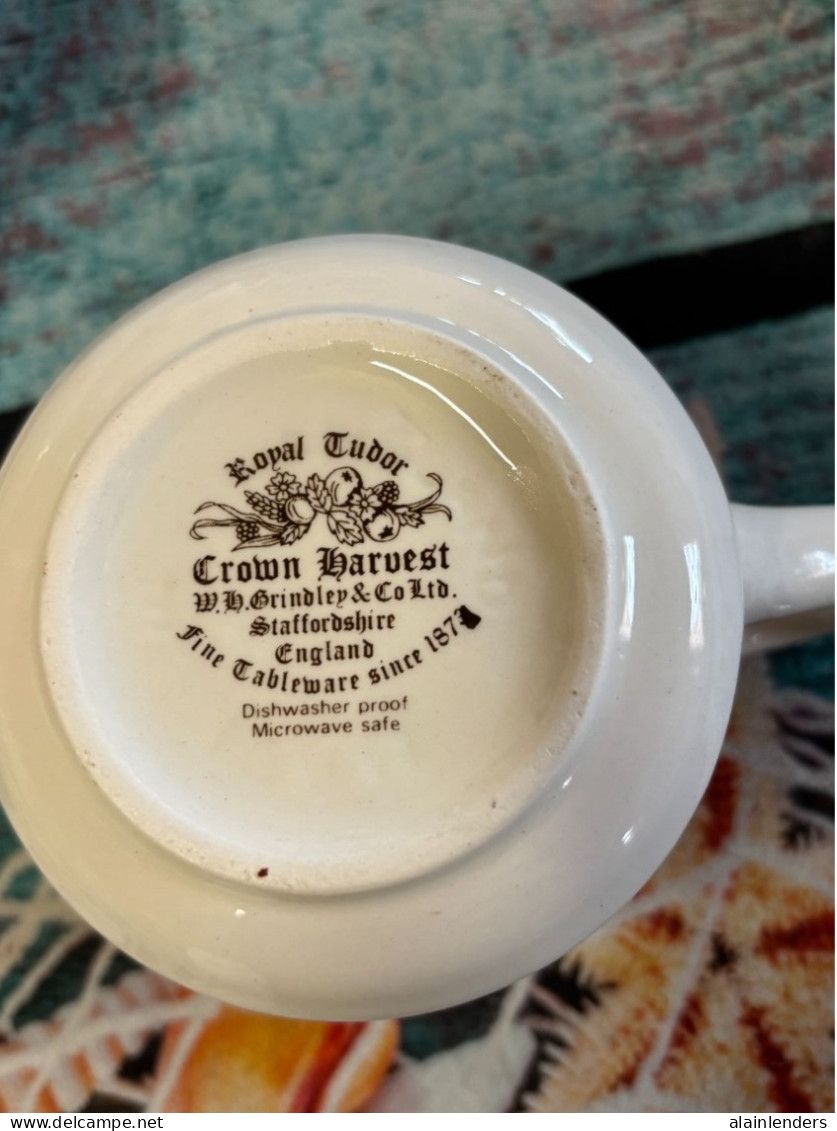 Royal Tudor
Crown Harvest
W.H.Grindley & Co Ltd.
Staffordshire
England
Fine Tableware since
Dishwasher proof
Microwave safe
www.delcampe.net
alainlenders